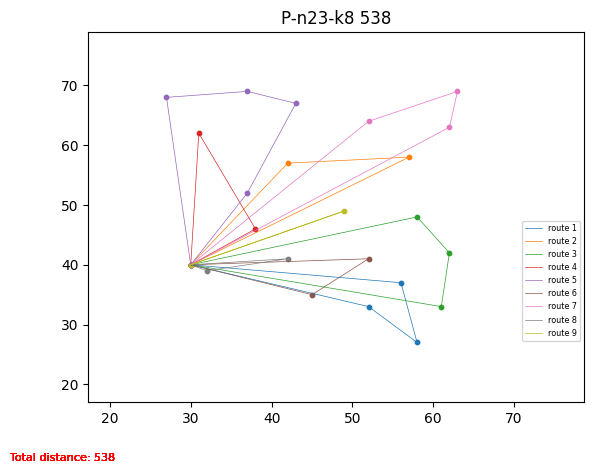 P-n23-k8 538
70
60
50
40
30
20
20 30 40 50 60 70
route 1
route 2
route 3
route 4
route 5
route 6
route 7
route 8
route 9
Total distance: 538